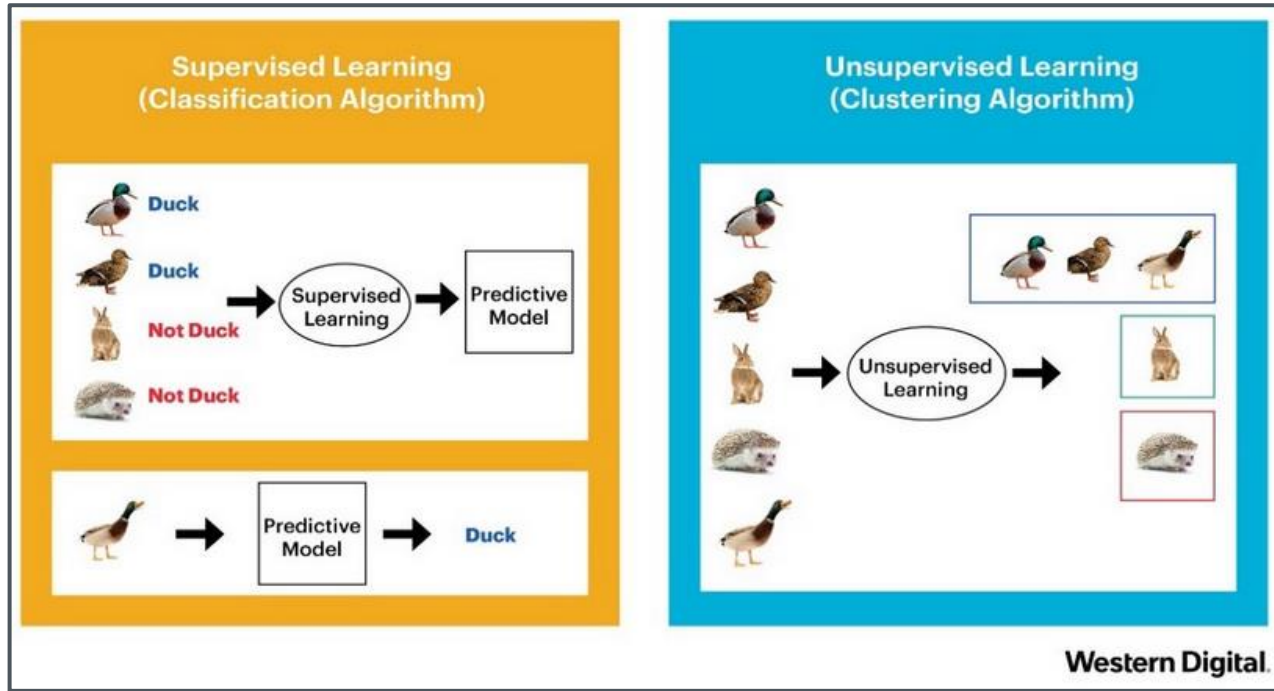 Supervised Learning
(Classification Algorithm)
Duck
Duck
Not Duck
Not Duck
Supervised
Learning
Predictive
Model
Predictive
Model
Duck
Unsupervised Learning
(Clustering Algorithm)
Unsupervised
Learning
Western Digital.